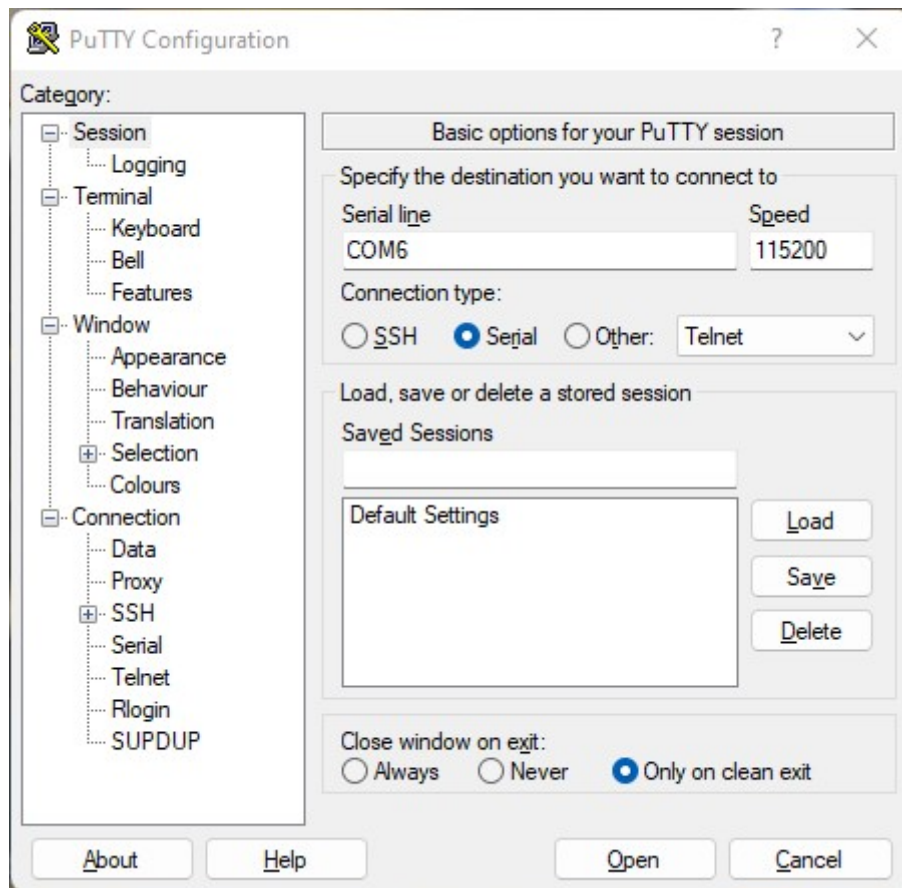 PuTTY Configuration
?
Category:
Session
Logging
Terminal
Keyboard
Bell
Features
Window
Appearance
Behaviour
Translation
Selection
Colours
Connection
Data
Proxy
SSH
Serial
Telnet
Rlogin
SUPDUP
Basic options for your PuTTY session
Specify the destination you want to connect to
Serial line Speed
COM6 115200
Connection type:
SSH Serial Other: Telnet
Load, save or delete a stored session
Saved Sessions
Default Settings
Load
Save
Delete
Close window on exit:
Always Never Only on clean exit
About Help Open Cancel